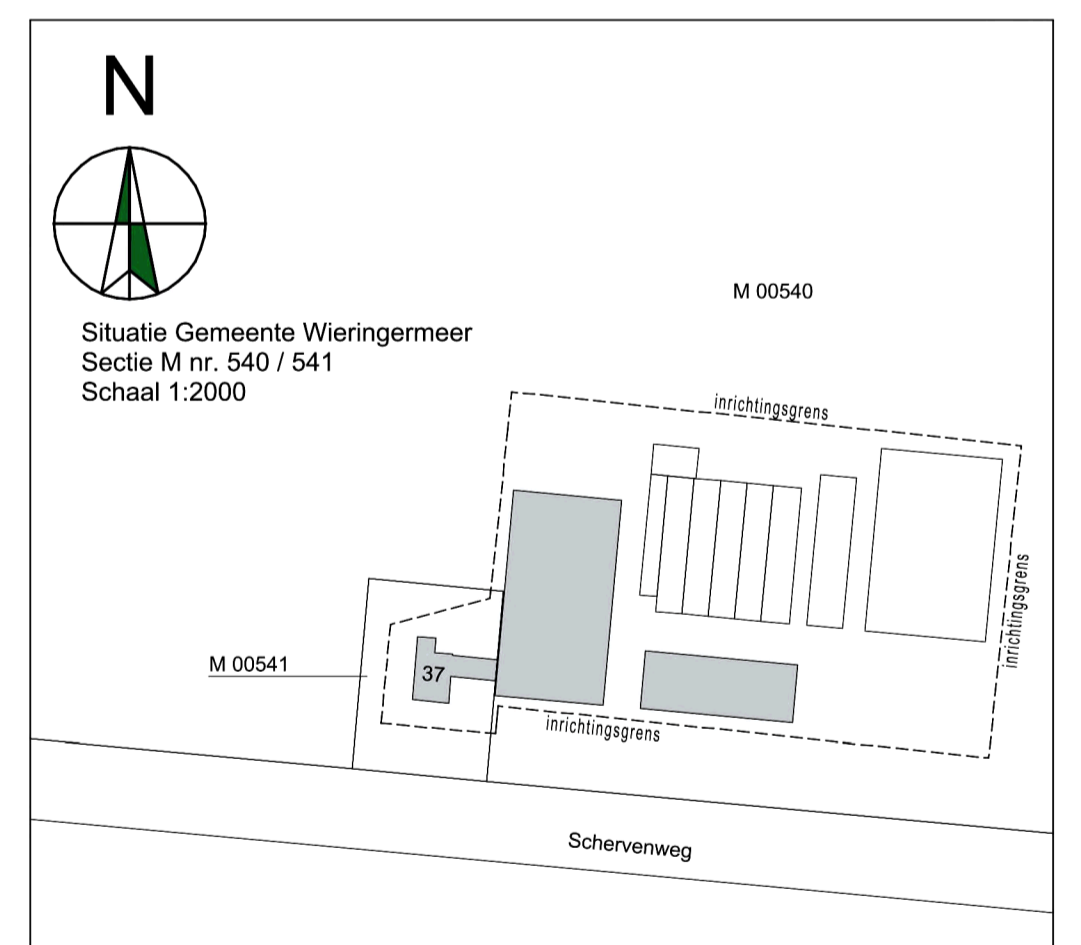 N
M 00540
Situatie Gemeente Wieringermeer
Sectie M nr. 540 / 541
Schaal 1:2000
inrichtingsgrens
inrichtingsgrens
M 00541
37
inrichtingsgrens
Schervenweg